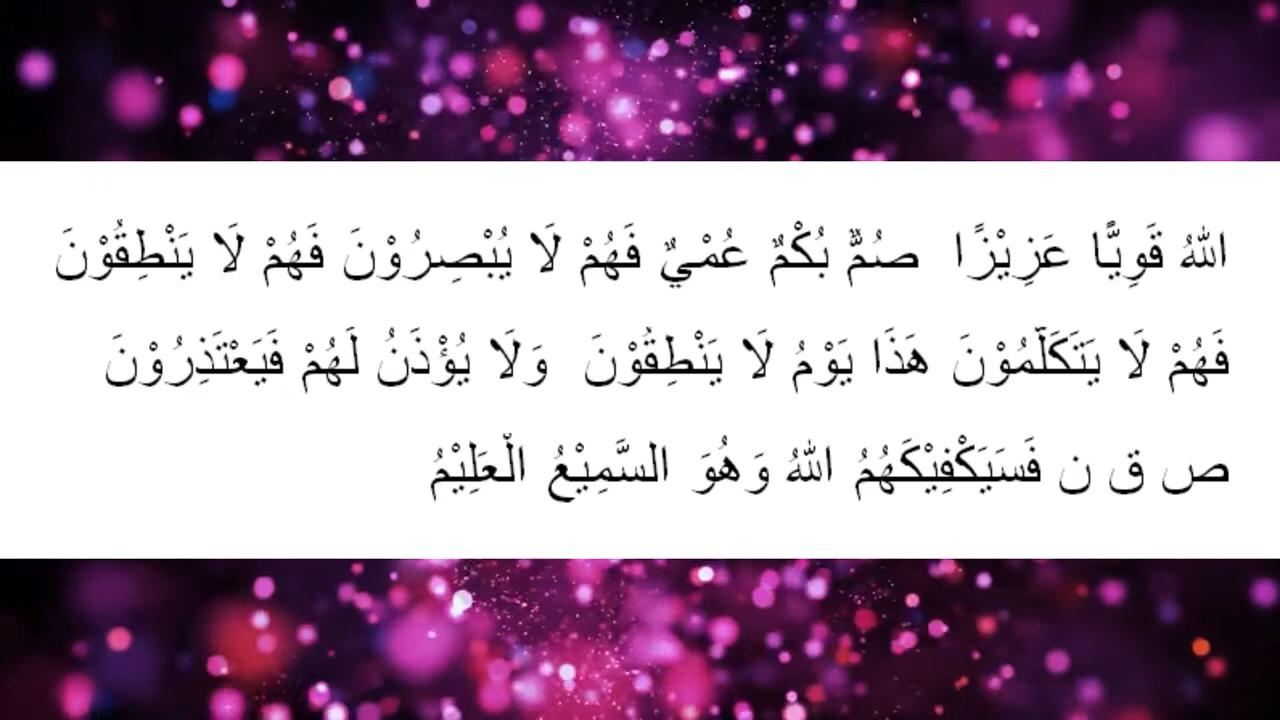 اللهُ قَوِيًّا عَزِيْزًا صُمٌّ بُكْمٌ عُمْيٌ فَهُمْ لَا يُبْصِرُوْنَ فَهُمْ لَا يَنْطِقُوْنَ
فَهُمْ لَا يَتَكَلَّمُوْنَ هَذَا يَوْمُ لَا يَنْطِقُوْنَ وَلَا يُؤْذَنُ لَهُمْ فَيَعْتَذِرُوْنَ
ص ق ن فَسَيَكْفِيْكَهُمُ اللهُ وَهُوَ السَّمِيْعُ الْعَلِيْمُ